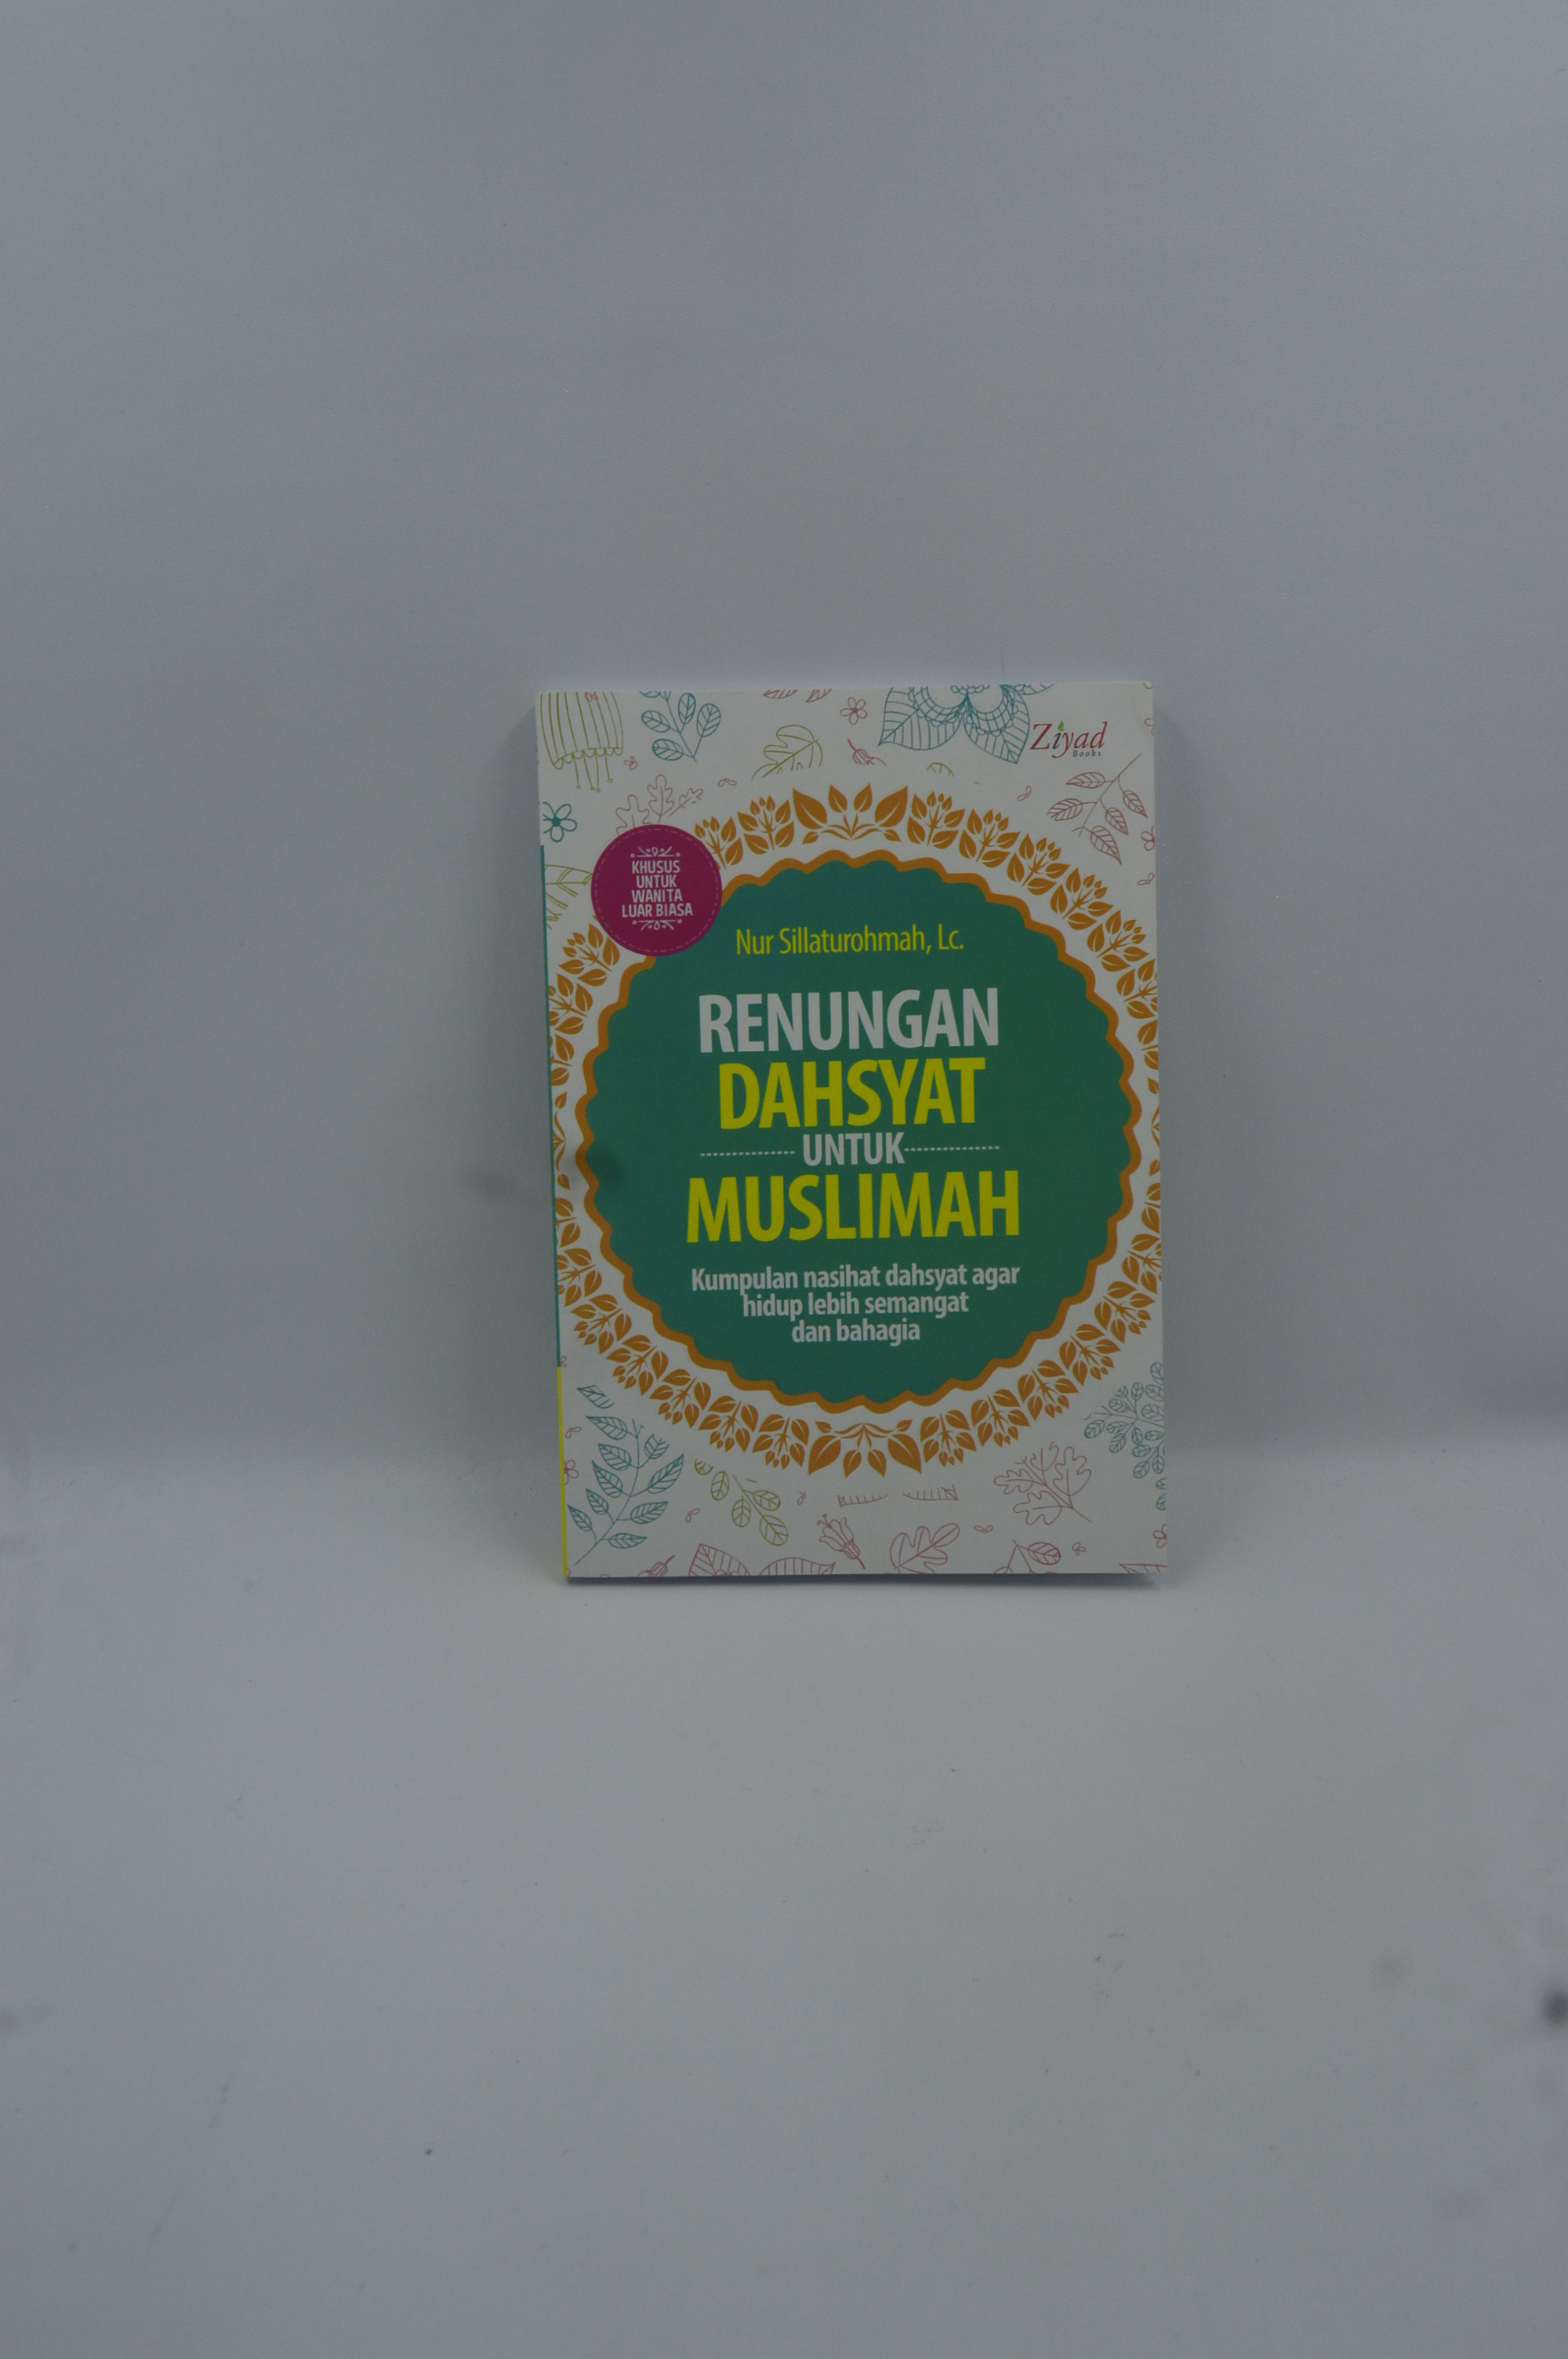 Ziyad
Books
KHUSUS
UNTUK
WANITA
LUAR BIASA
Nur Sillaturohmah, Lc.
RENUNGAN
DAHSYAT
UNTUK
MUSLIMAH
Kumpulan nasihat dahsyat agar
hidup lebih semangat
dan bahagia